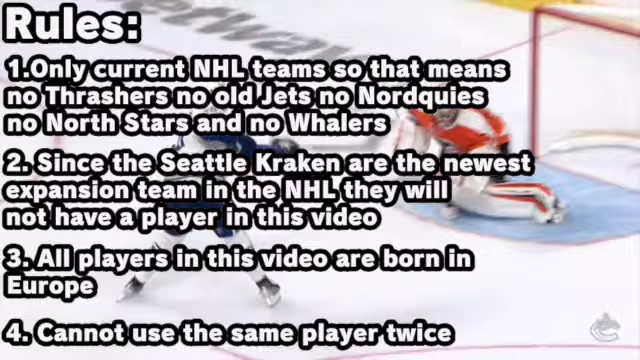 Rules:
1.Only current NHL teams so that means
no Thrashers no old Jets no Nordquies
no North Stars and no Whalers
2. Since the Seattle Kraken are the newest
expansion team in the NHL they will
not have a player in this video
3. All players in this video are born in
Europe
4. Cannot use the same player twice